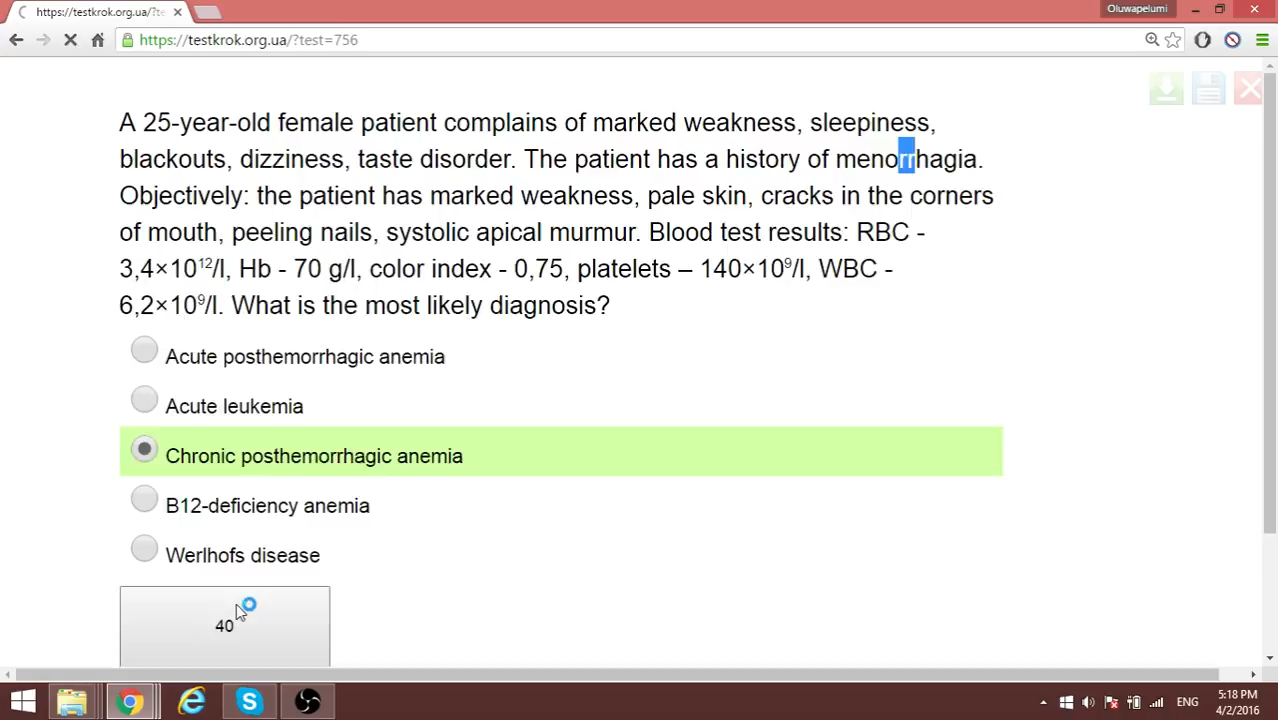 https://testkrok.org.ua/?te
Oluwapelumi
https://testkrok.org.ua/?test=756
A 25-year-old female patient complains of marked weakness, sleepiness,
blackouts, dizziness, taste disorder. The patient has a history of menorrhagia.
Objectively: the patient has marked weakness, pale skin, cracks in the corners
of mouth, peeling nails, systolic apical murmur. Blood test results: RBC -
3,4×10¹²/l, Hb - 70 g/l, color index - 0,75, platelets – 140×10⁹/l, WBC -
6,2×10⁹/l. What is the most likely diagnosis?
Acute posthemorrhagic anemia
Acute leukemia
Chronic posthemorrhagic anemia
B12-deficiency anemia
Werlhofs disease
40
ENG
5:18 PM
4/2/2016